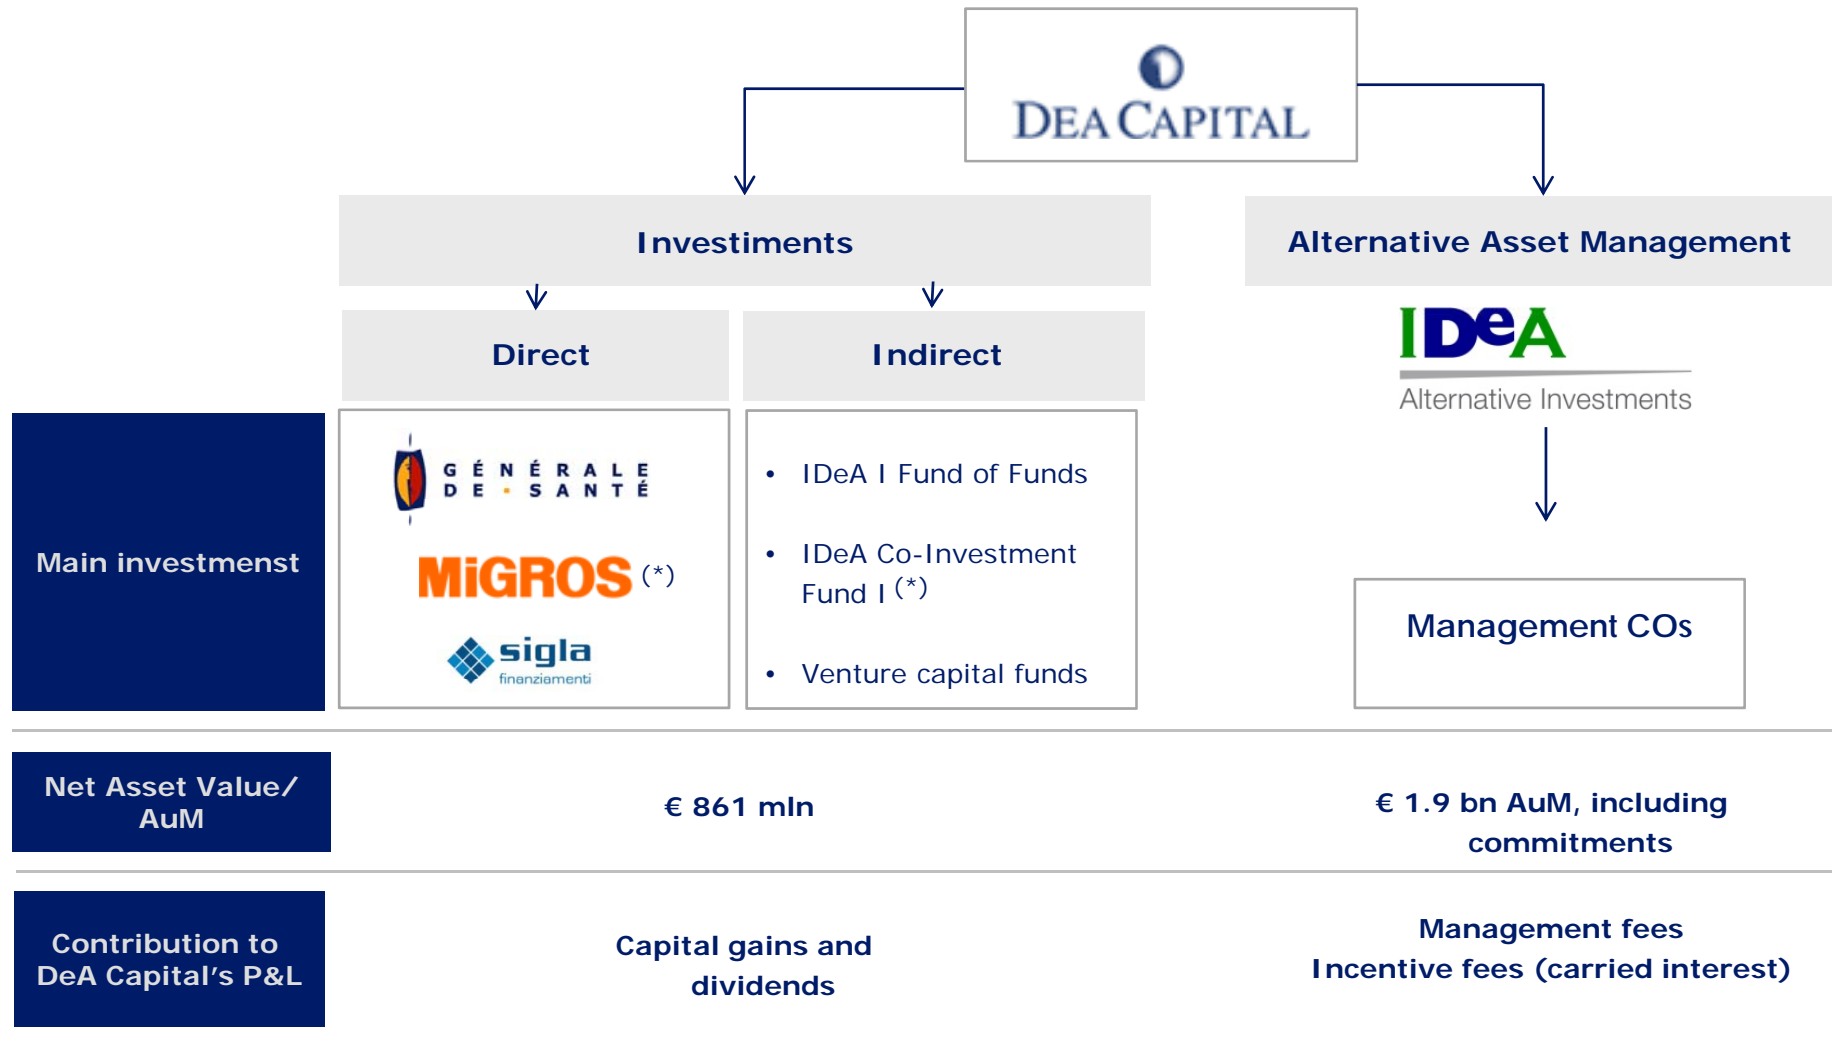 DEA CAPITAL
Investiments
Alternative Asset Management
Direct
Indirect
IDeA
Alternative Investments
Main investmenst
GÉNÉRALE
DE • SANTÉ
MiGROS (*)
sigla
finanziamenti
• IDeA I Fund of Funds
• IDeA Co-Investment
Fund I (*)
• Venture capital funds
Management COs
Net Asset Value/
AuM
€ 861 mln
€ 1.9 bn AuM, including
commitments
Contribution to
DeA Capital’s P&L
Capital gains and
dividends
Management fees
Incentive fees (carried interest)